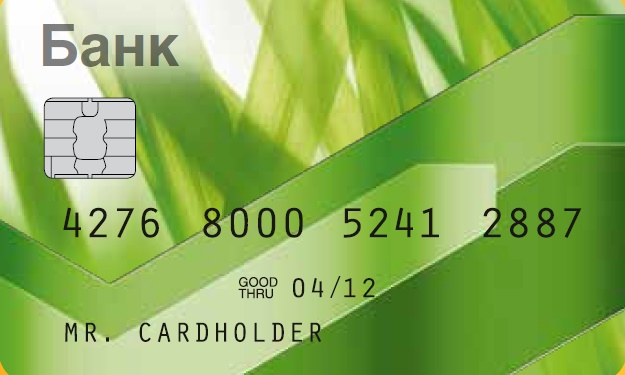 Банк
4276 8000 5241 2887
GOOD
THRU 04/12
MR. CARDHOLDER